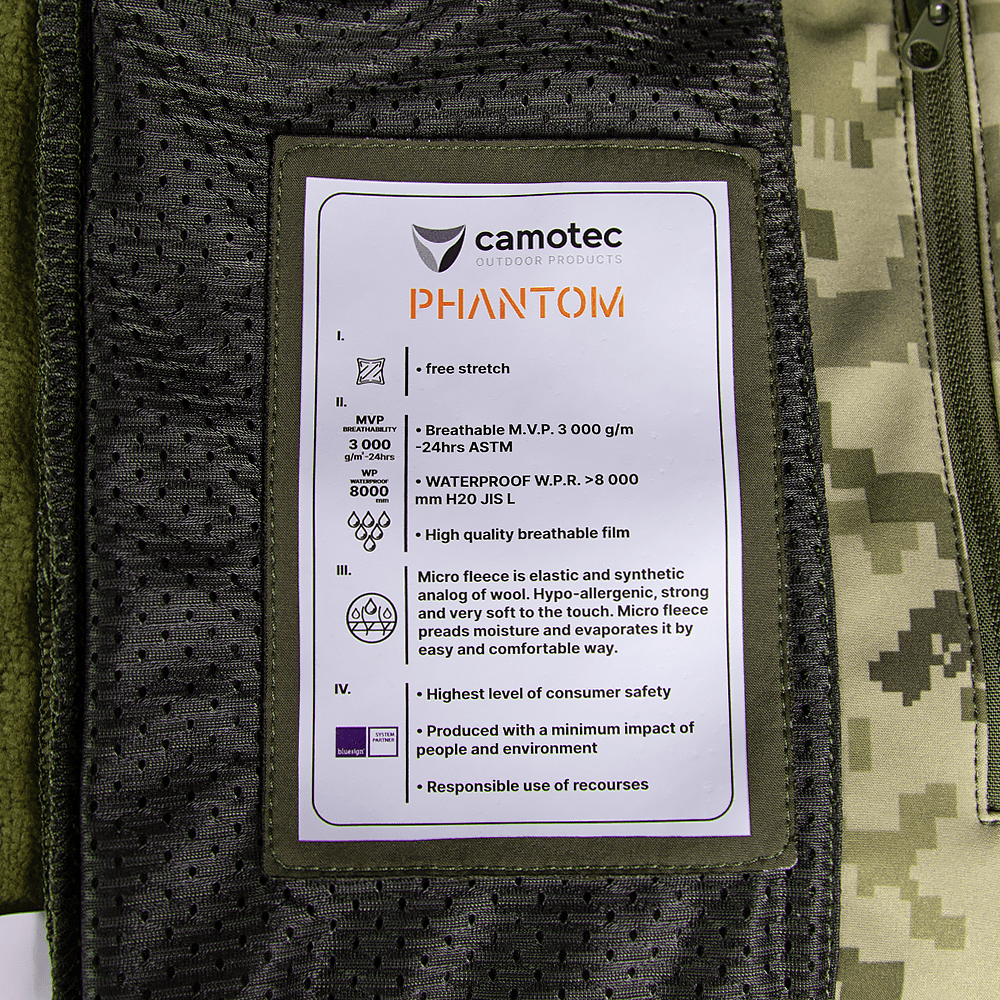 camotec
OUTDOOR PRODUCTS
PHANTOM
I.
• free stretch
II.
MVP
BREATHABILITY
3 000
g/m²-24hrs
• Breathable M.V.P. 3 000 g/m
-24hrs ASTM
WP
WATERPROOF
8000
mm
• WATERPROOF W.P.R. >8 000
mm H20 JIS L
• High quality breathable film
III.
Micro fleece is elastic and synthetic
analog of wool. Hypo-allergenic, strong
and very soft to the touch. Micro fleece
preads moisture and evaporates it by
easy and comfortable way.
IV.
• Highest level of consumer safety
bluesign
SYSTEM
PARTNER
• Produced with a minimum impact of
people and environment
• Responsible use of recourses